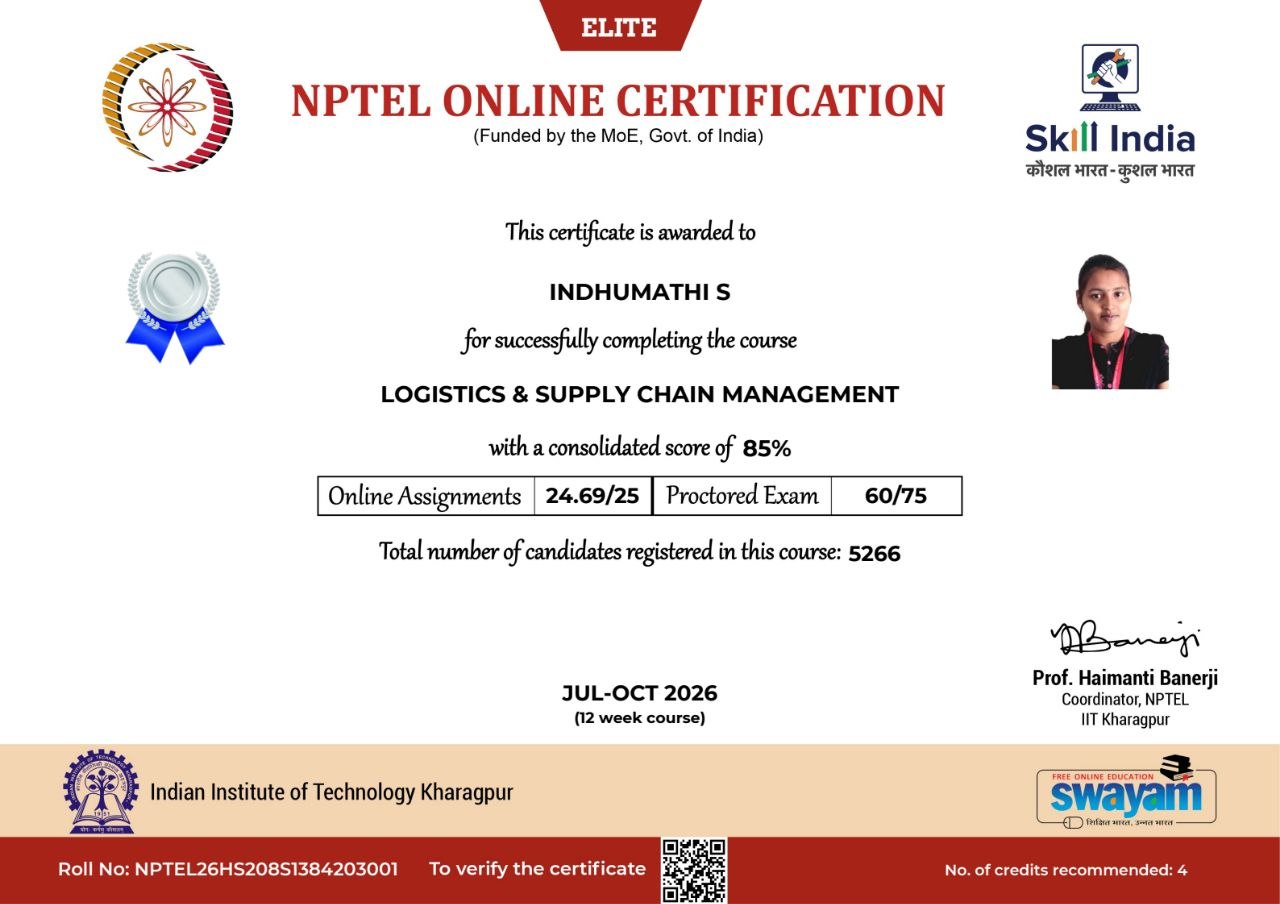 ELITE
NPTEL ONLINE CERTIFICATION
(Funded by the MoE, Govt. of India)
Skill India
कौशल भारत - कुशल भारत
This certificate is awarded to
INDHUMATHI S
for successfully completing the course
LOGISTICS & SUPPLY CHAIN MANAGEMENT
with a consolidated score of 85%
Online Assignments 24.69/25 Proctored Exam 60/75
Total number of candidates registered in this course: 5266
Prof. Haimanti Banerji
Coordinator, NPTEL
IIT Kharagpur
JUL-OCT 2026
(12 week course)
Indian Institute of Technology Kharagpur
FREE ONLINE EDUCATION
swayam
शिक्षित भारत, उन्नत भारत
Roll No: NPTEL26HS208S1384203001 To verify the certificate No. of credits recommended: 4